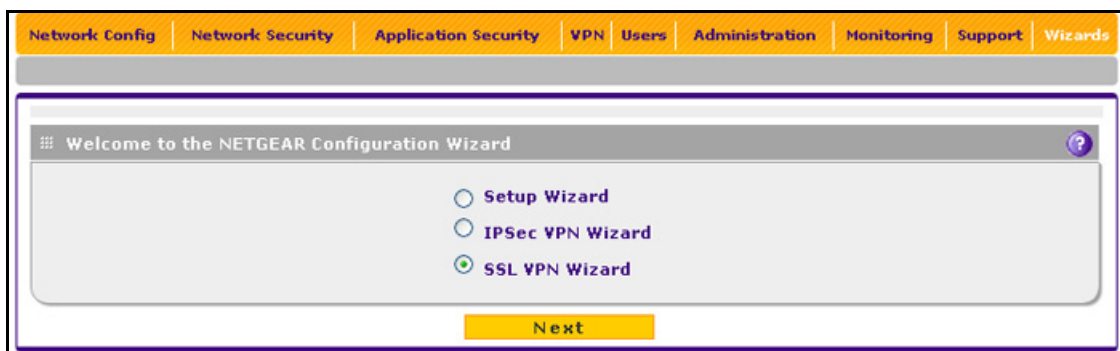 Network Config Network Security Application Security VPN Users Administration Monitoring Support Wizards
Welcome to the NETGEAR Configuration Wizard ?
Setup Wizard
IPSec VPN Wizard
SSL VPN Wizard
Next